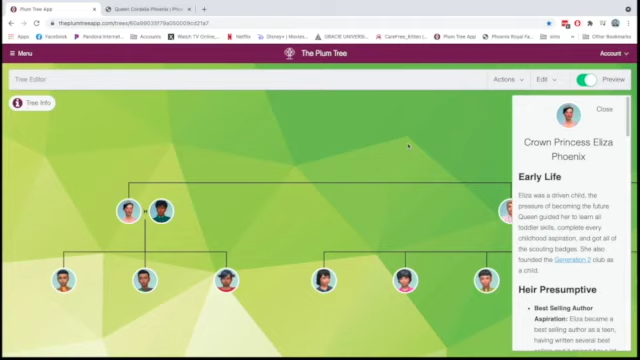 Plum Tree App
Queen Cordelia Phoenix | Pho
theplumtreeapp.com/trees/
Apps
Facebook
Pandora Internet...
Accounts
Watch TV Online,...
Netflix
Disney+ | Movies...
GRACIE UNIVERSI...
CareFree_Kitten |...
Phoenix Royal Fa...
sims
Other Bookmarks
Menu
The Plum Tree
Account
Tree Editor
Actions
Edit
Preview
Tree Info
Close
Crown Princess Eliza
Phoenix
Early Life
Eliza was a driven child, the
pressure of becoming the future
Queen guided her to learn all
toddler skills, complete every
childhood aspiration, and got all of
the scouting badges. She also
founded the Generation 2 club as
a child.
Heir Presumptive
• Best Selling Author
Aspiration: Eliza became a
best selling author as a teen,
having written several best